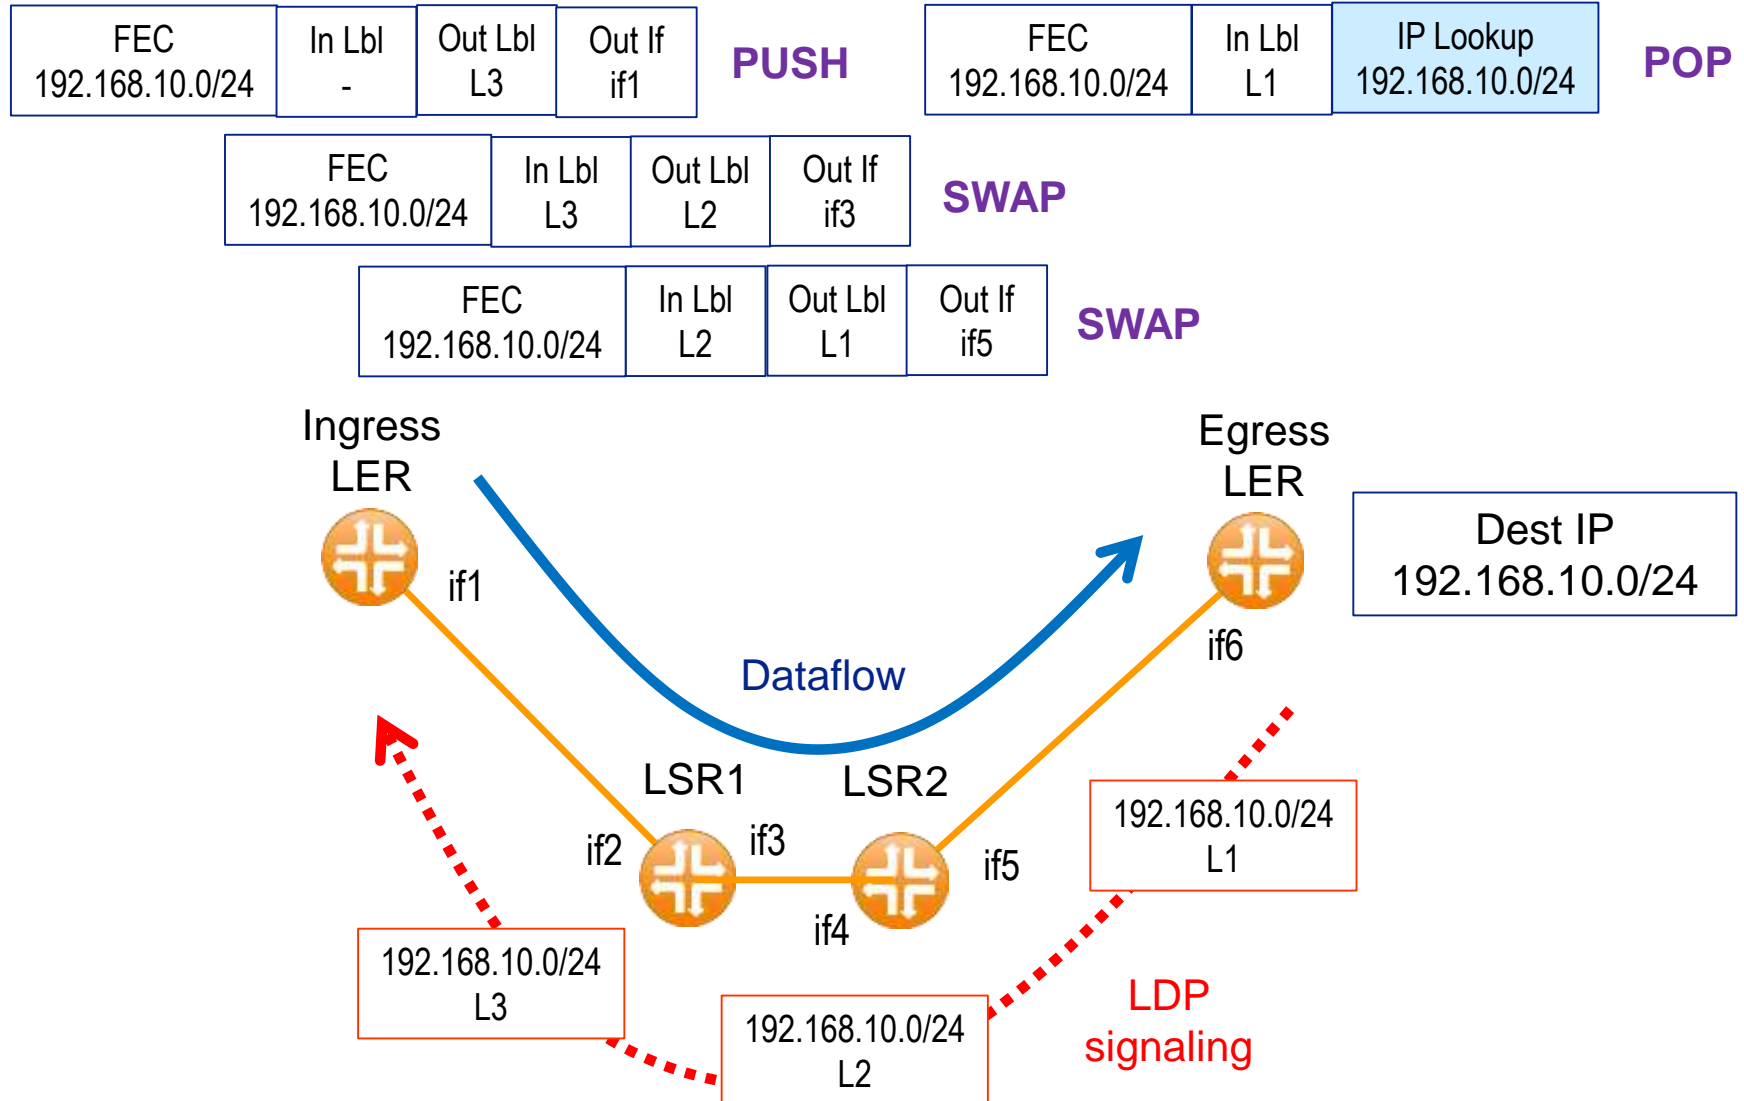 FEC
192.168.10.0/24
In Lbl
-
Out Lbl
L3
Out If
if1
PUSH
FEC
192.168.10.0/24
In Lbl
L1
IP Lookup
192.168.10.0/24
POP
FEC
192.168.10.0/24
In Lbl
L3
Out Lbl
L2
Out If
if3
SWAP
FEC
192.168.10.0/24
In Lbl
L2
Out Lbl
L1
Out If
if5
SWAP
Ingress
LER
Egress
LER
Dest IP
192.168.10.0/24
if1
if6
Dataflow
LSR1
LSR2
if2
if3
if4
if5
192.168.10.0/24
L1
192.168.10.0/24
L3
192.168.10.0/24
L2
LDP
signaling